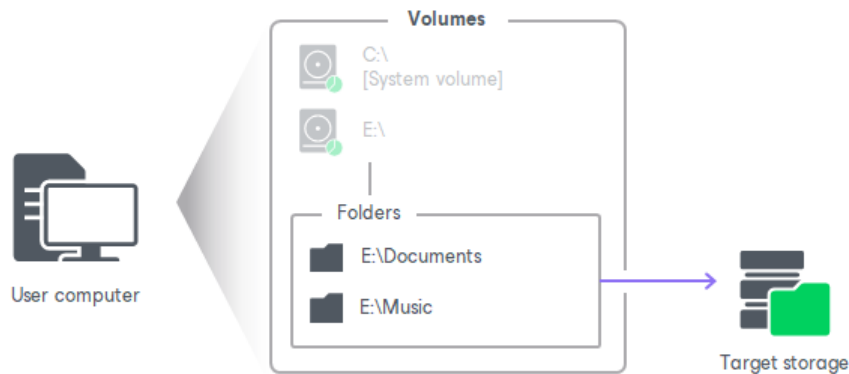 Volumes
C:\
[System volume]
E:\
Folders
E:\Documents
E:\Music
User computer
Target storage